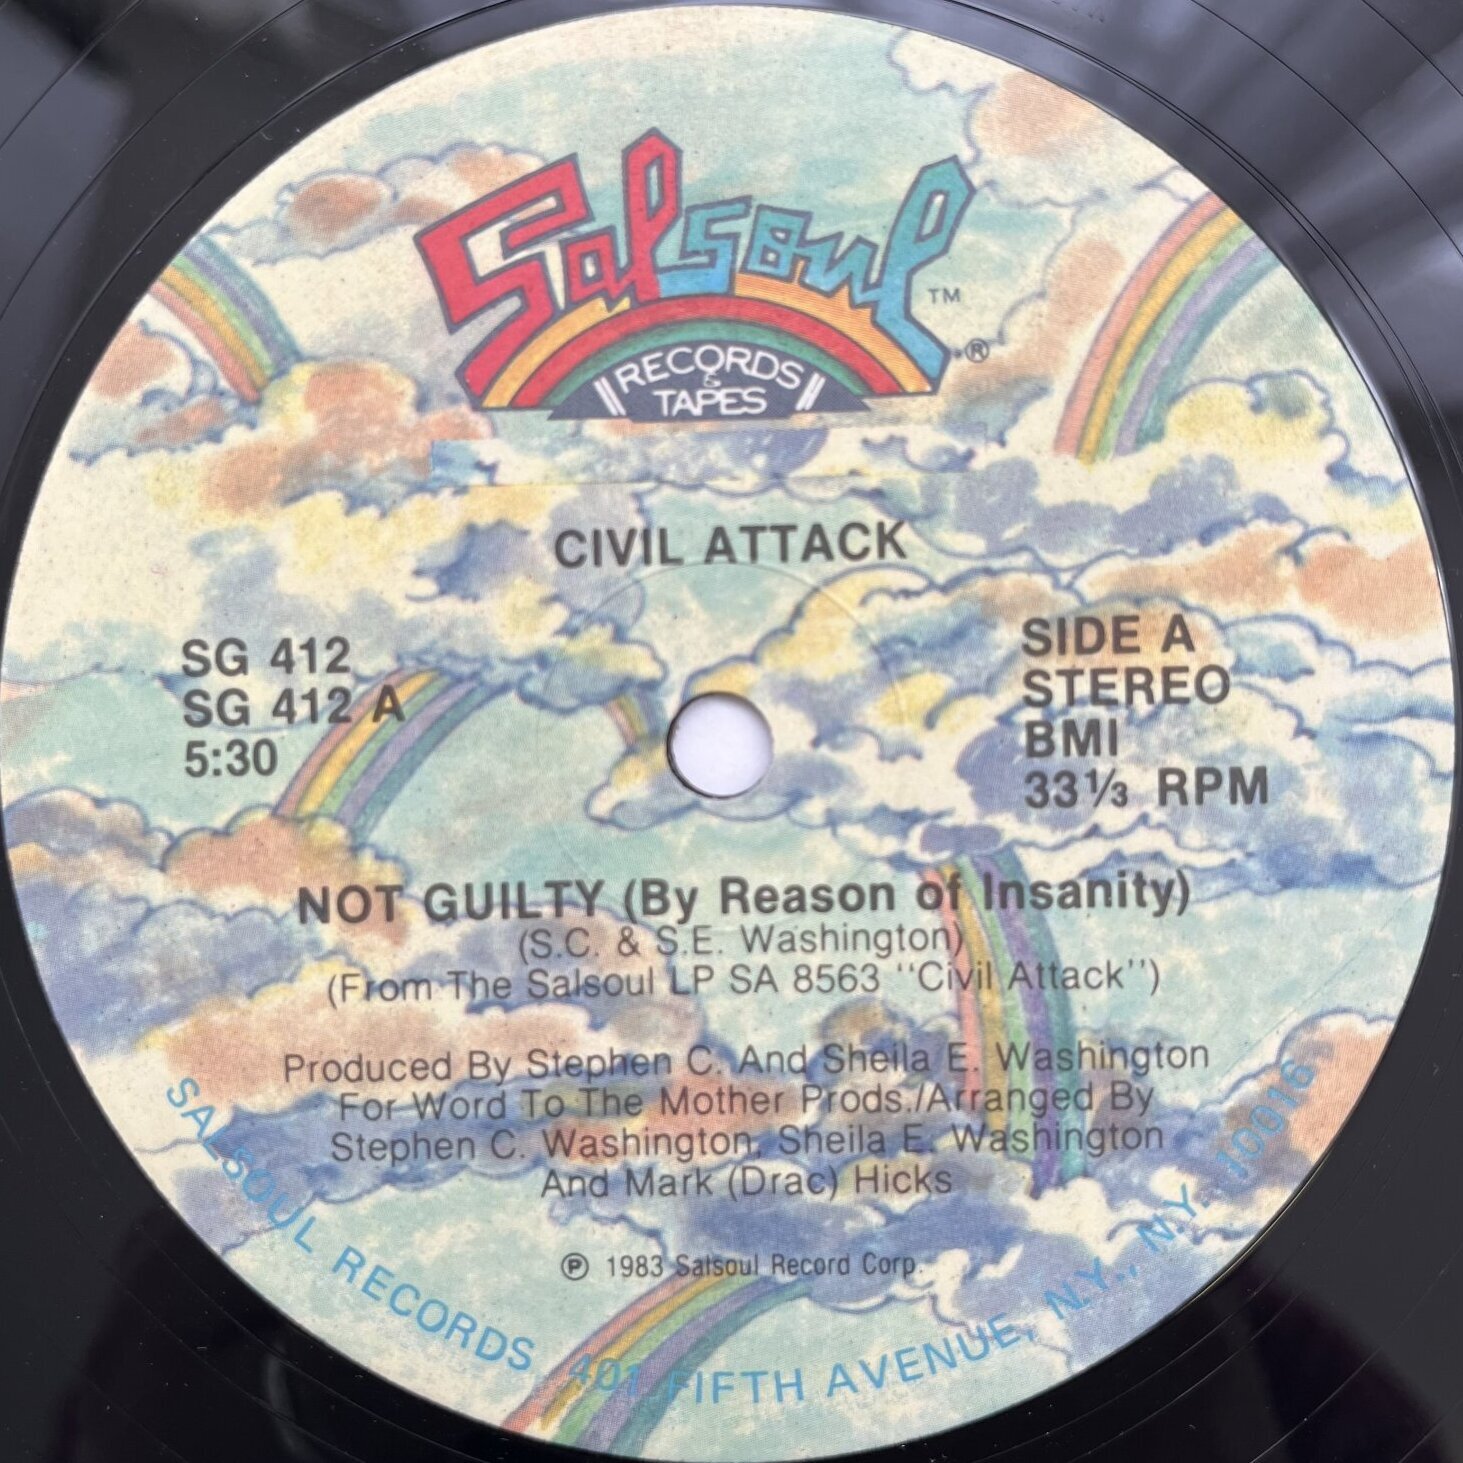 Salsoul TM
®
RECORDS
&
TAPES
CIVIL ATTACK
SG 412
SG 412 A
5:30
SIDE A
STEREO
BMI
33 ⅓ RPM
NOT GUILTY (By Reason of Insanity)
(S.C. & S.E. Washington)
(From The Salsoul LP SA 8563 "Civil Attack")
Produced By Stephen C. And Sheila E. Washington
For Word To The Mother Prods./Arranged By
Stephen C. Washington, Sheila E. Washington
And Mark (Drac) Hicks
℗ 1983 Salsoul Record Corp.
SALSOUL RECORDS 401 FIFTH AVENUE, N.Y., N.Y. 10016